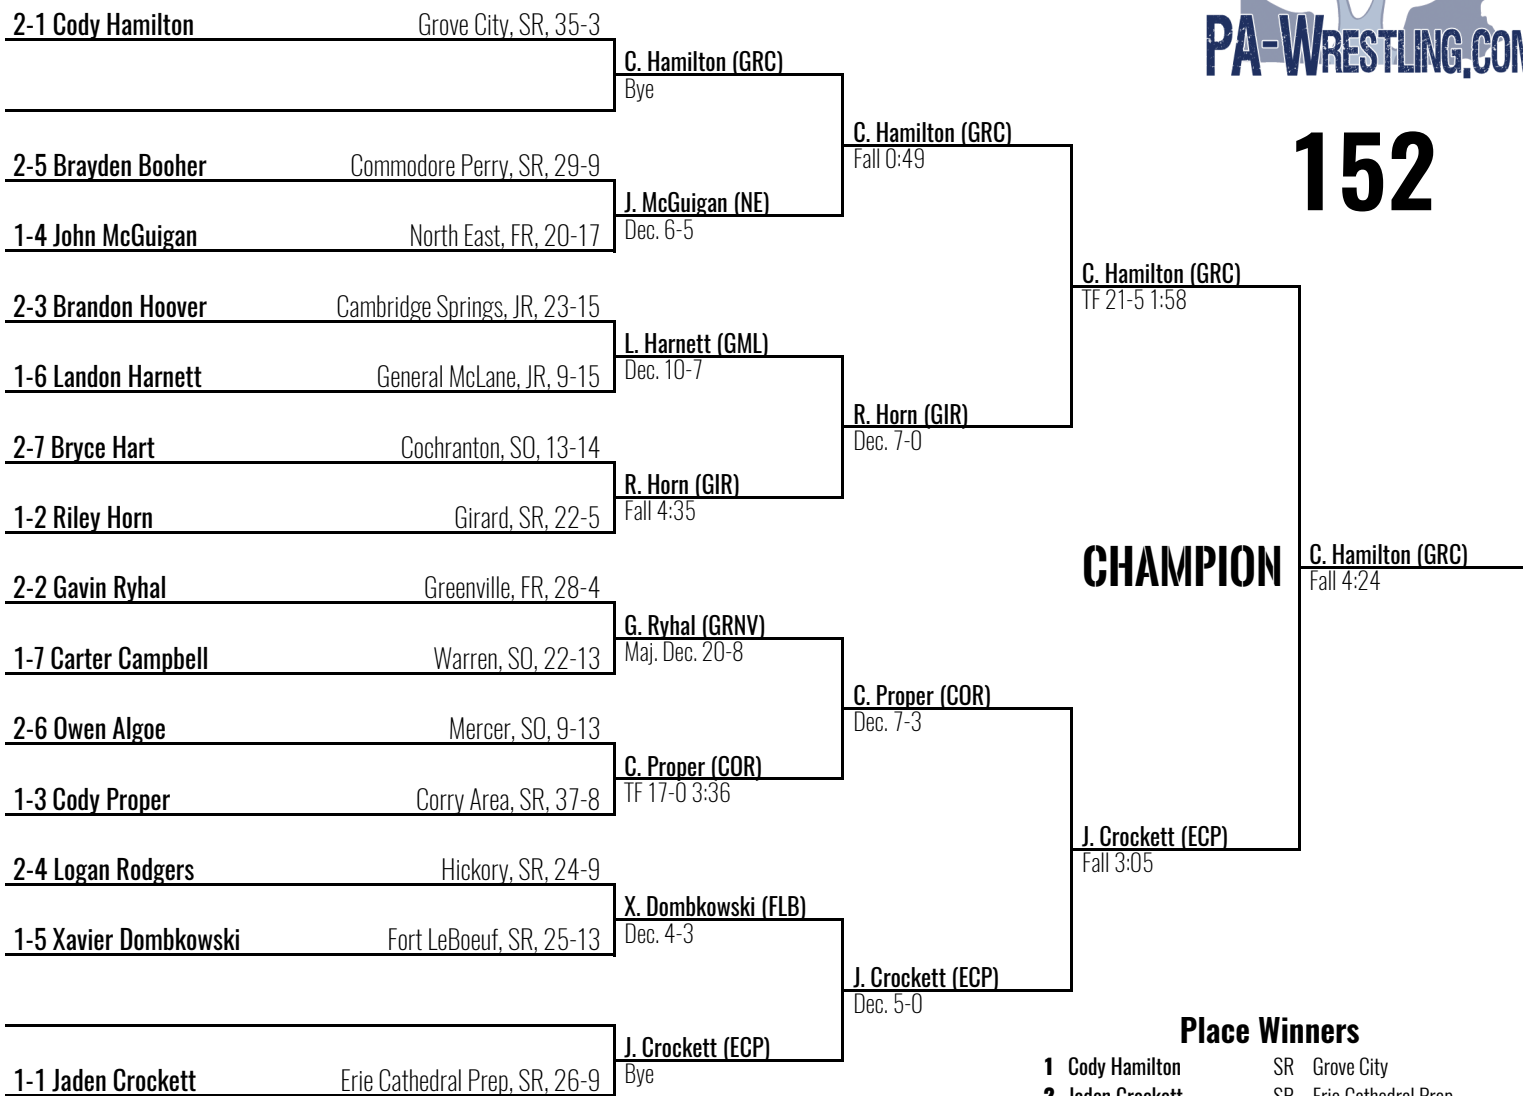 PA-WRESTLING.COM
152
2-1 Cody Hamilton Grove City, SR, 35-3
C. Hamilton (GRC)
Bye
2-5 Brayden Booher Commodore Perry, SR, 29-9
1-4 John McGuigan North East, FR, 20-17
J. McGuigan (NE)
Dec. 6-5
C. Hamilton (GRC)
Fall 0:49
2-3 Brandon Hoover Cambridge Springs, JR, 23-15
1-6 Landon Harnett General McLane, JR, 9-15
L. Harnett (GML)
Dec. 10-7
2-7 Bryce Hart Cochranton, SO, 13-14
1-2 Riley Horn Girard, SR, 22-5
R. Horn (GIR)
Fall 4:35
R. Horn (GIR)
Dec. 7-0
C. Hamilton (GRC)
TF 21-5 1:58
2-2 Gavin Ryhal Greenville, FR, 28-4
1-7 Carter Campbell Warren, SO, 22-13
G. Ryhal (GRNV)
Maj. Dec. 20-8
2-6 Owen Algoe Mercer, SO, 9-13
1-3 Cody Proper Corry Area, SR, 37-8
C. Proper (COR)
TF 17-0 3:36
C. Proper (COR)
Dec. 7-3
2-4 Logan Rodgers Hickory, SR, 24-9
1-5 Xavier Dombkowski Fort LeBoeuf, SR, 25-13
X. Dombkowski (FLB)
Dec. 4-3
1-1 Jaden Crockett Erie Cathedral Prep, SR, 26-9
J. Crockett (ECP)
Bye
J. Crockett (ECP)
Dec. 5-0
J. Crockett (ECP)
Fall 3:05
CHAMPION
C. Hamilton (GRC)
Fall 4:24
Place Winners
1 Cody Hamilton SR Grove City
2 Jaden Crockett SR Erie Cathedral Prep